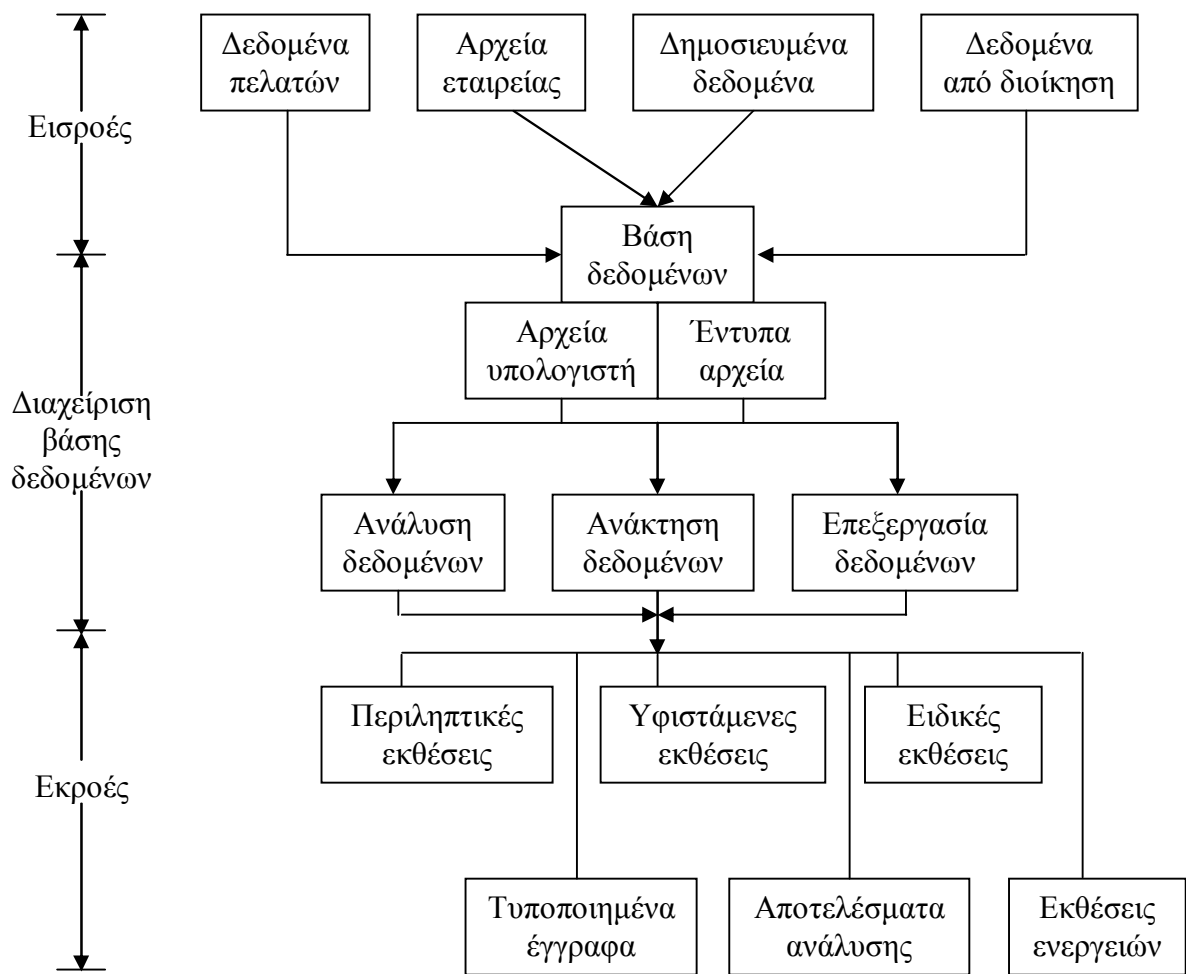 Δεδομένα
πελατών
Αρχεία
εταιρείας
Δημοσιευμένα
δεδομένα
Δεδομένα
από διοίκηση
Εισροές
Βάση
δεδομένων
Αρχεία
υπολογιστή
Έντυπα
αρχεία
Διαχείριση
βάσης
δεδομένων
Ανάλυση
δεδομένων
Ανάκτηση
δεδομένων
Επεξεργασία
δεδομένων
Περιληπτικές
εκθέσεις
Υφιστάμενες
εκθέσεις
Ειδικές
εκθέσεις
Εκροές
Τυποποιημένα
έγγραφα
Αποτελέσματα
ανάλυσης
Εκθέσεις
ενεργειών